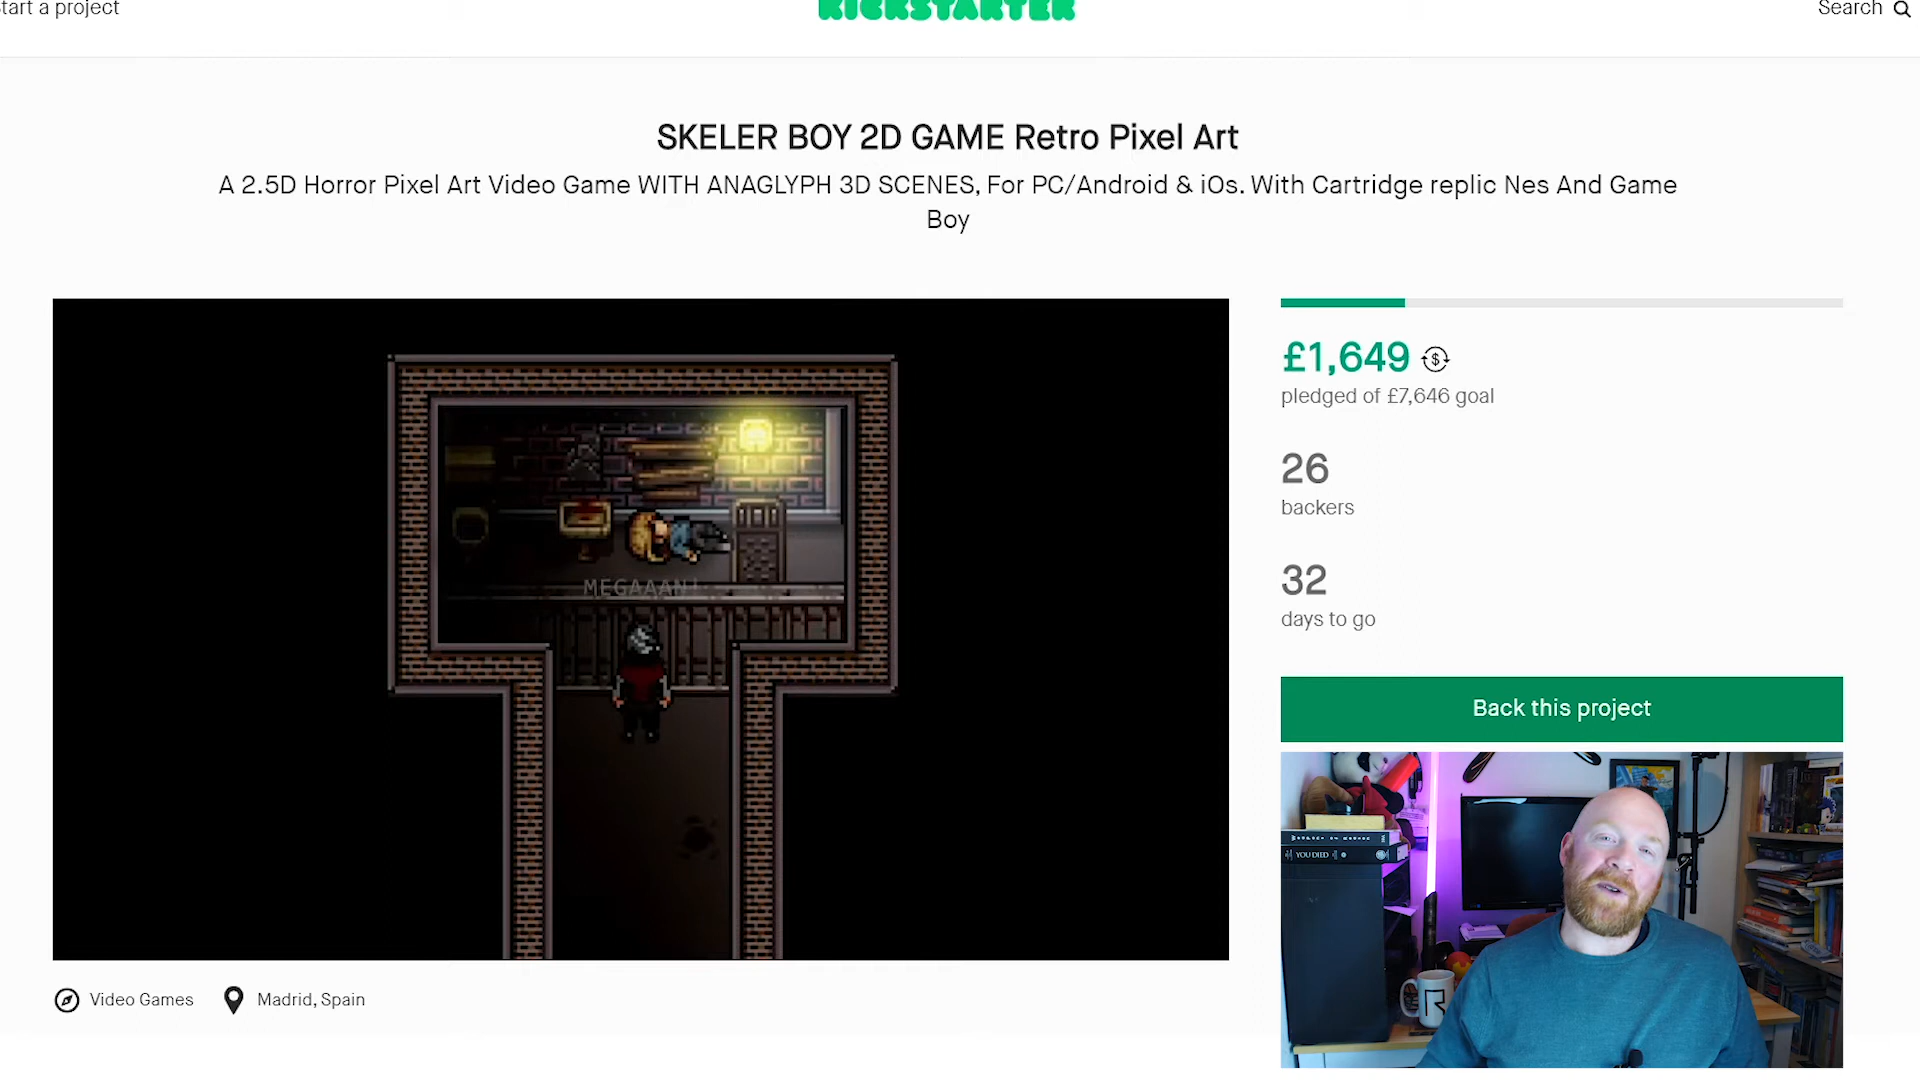 tart a project
KICKSTARTER
Search
SKELER BOY 2D GAME Retro Pixel Art
A 2.5D Horror Pixel Art Video Game WITH ANAGLYPH 3D SCENES, For PC/Android & iOs. With Cartridge replic Nes And Game
Boy
MEGAAAN!
£1,649
$
pledged of £7,646 goal
26
backers
32
days to go
Back this project
YOU DIED
Video Games
Madrid, Spain